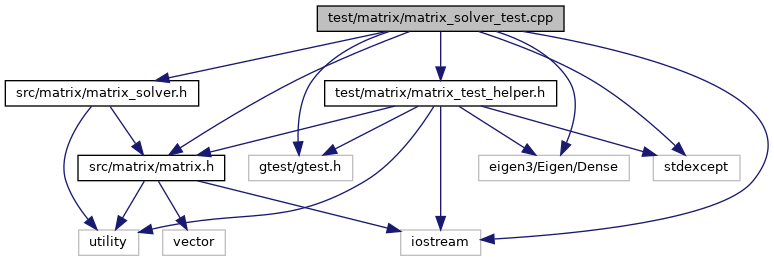 test/matrix/matrix_solver_test.cpp
src/matrix/matrix_solver.h
test/matrix/matrix_test_helper.h
src/matrix/matrix.h
gtest/gtest.h
eigen3/Eigen/Dense
stdexcept
utility
vector
iostream